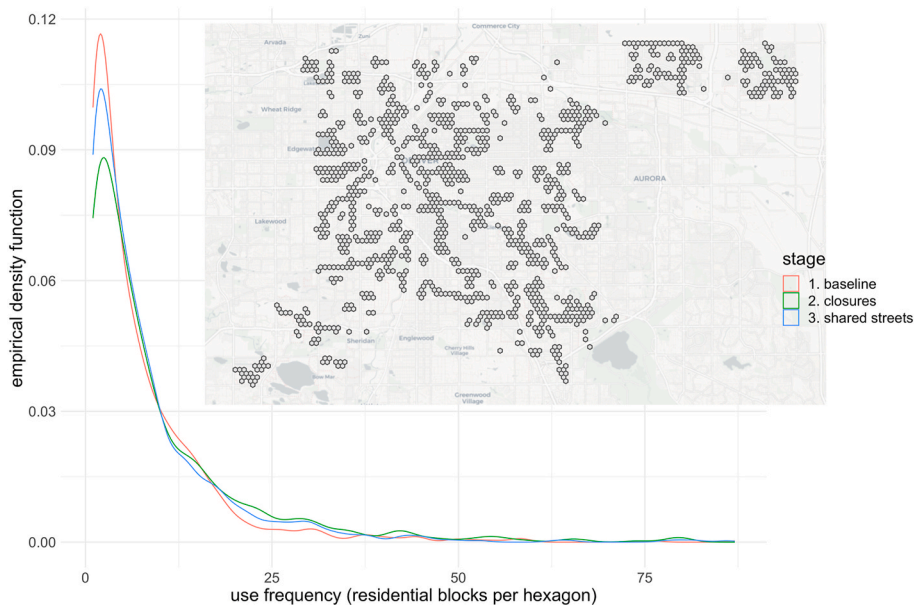 0.12
0.09
0.06
0.03
0.00
empirical density function
Commerce City
Arvada
Zuni
Wheat Ridge
AURORA
Lakewood
Sheridan
Englewood
Cherry Hills
Village
Greenwood
Village
stage
1. baseline
2. closures
3. shared streets
0
25
50
75
use frequency (residential blocks per hexagon)